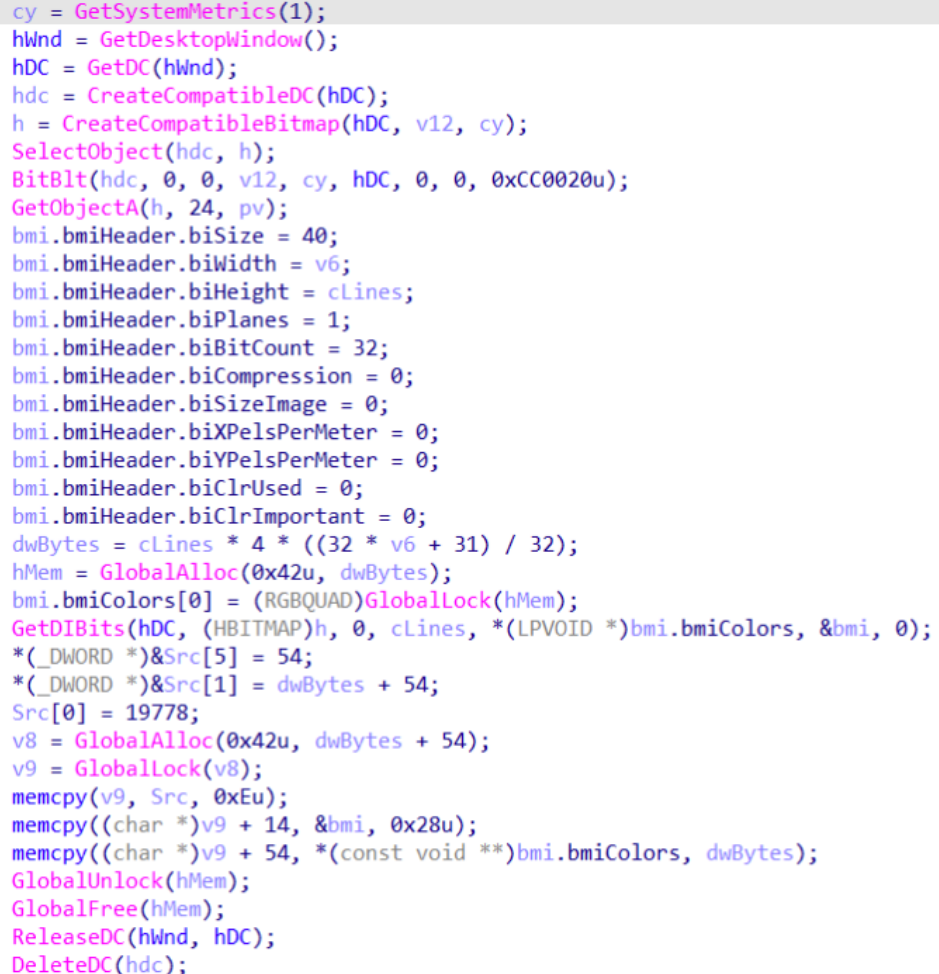 cy = GetSystemMetrics(1);
hWnd = GetDesktopWindow();
hDC = GetDC(hWnd);
hdc = CreateCompatibleDC(hDC);
h = CreateCompatibleBitmap(hDC, v12, cy);
SelectObject(hdc, h);
BitBlt(hdc, 0, 0, v12, cy, hDC, 0, 0, 0xCC0020u);
GetObjectA(h, 24, pv);
bmi.bmiHeader.biSize = 40;
bmi.bmiHeader.biWidth = v6;
bmi.bmiHeader.biHeight = cLines;
bmi.bmiHeader.biPlanes = 1;
bmi.bmiHeader.biBitCount = 32;
bmi.bmiHeader.biCompression = 0;
bmi.bmiHeader.biSizeImage = 0;
bmi.bmiHeader.biXPelsPerMeter = 0;
bmi.bmiHeader.biYPelsPerMeter = 0;
bmi.bmiHeader.biClrUsed = 0;
bmi.bmiHeader.biClrImportant = 0;
dwBytes = cLines * 4 * ((32 * v6 + 31) / 32);
hMem = GlobalAlloc(0x42u, dwBytes);
bmi.bmiColors[0] = (RGBQUAD)GlobalLock(hMem);
GetDIBits(hDC, (HBITMAP)h, 0, cLines, *(LPVOID *)bmi.bmiColors, &bmi, 0);
*(_DWORD *)&Src[5] = 54;
*(_DWORD *)&Src[1] = dwBytes + 54;
Src[0] = 19778;
v8 = GlobalAlloc(0x42u, dwBytes + 54);
v9 = GlobalLock(v8);
memcpy(v9, Src, 0xEu);
memcpy((char *)v9 + 14, &bmi, 0x28u);
memcpy((char *)v9 + 54, *(const void **)bmi.bmiColors, dwBytes);
GlobalUnlock(hMem);
GlobalFree(hMem);
ReleaseDC(hWnd, hDC);
DeleteDC(hdc);